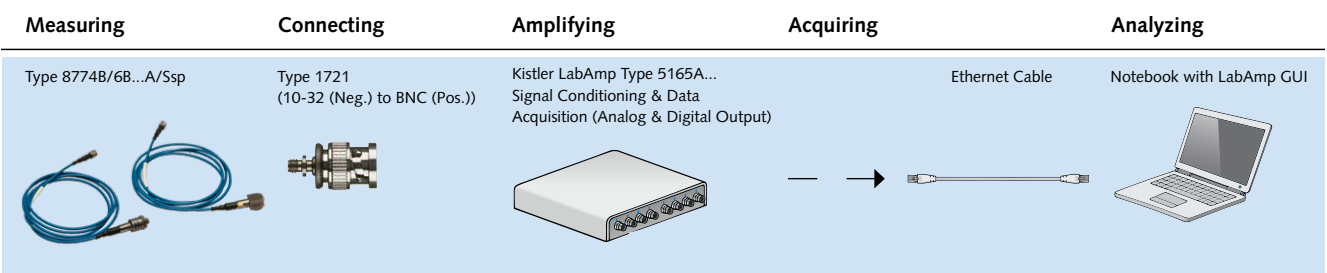 Measuring
Connecting
Amplifying
Acquiring
Analyzing
Type 8774B/6B...A/Ssp
Type 1721
(10-32 (Neg.) to BNC (Pos.))
Kistler LabAmp Type 5165A...
Signal Conditioning & Data
Acquisition (Analog & Digital Output)
Ethernet Cable
Notebook with LabAmp GUI